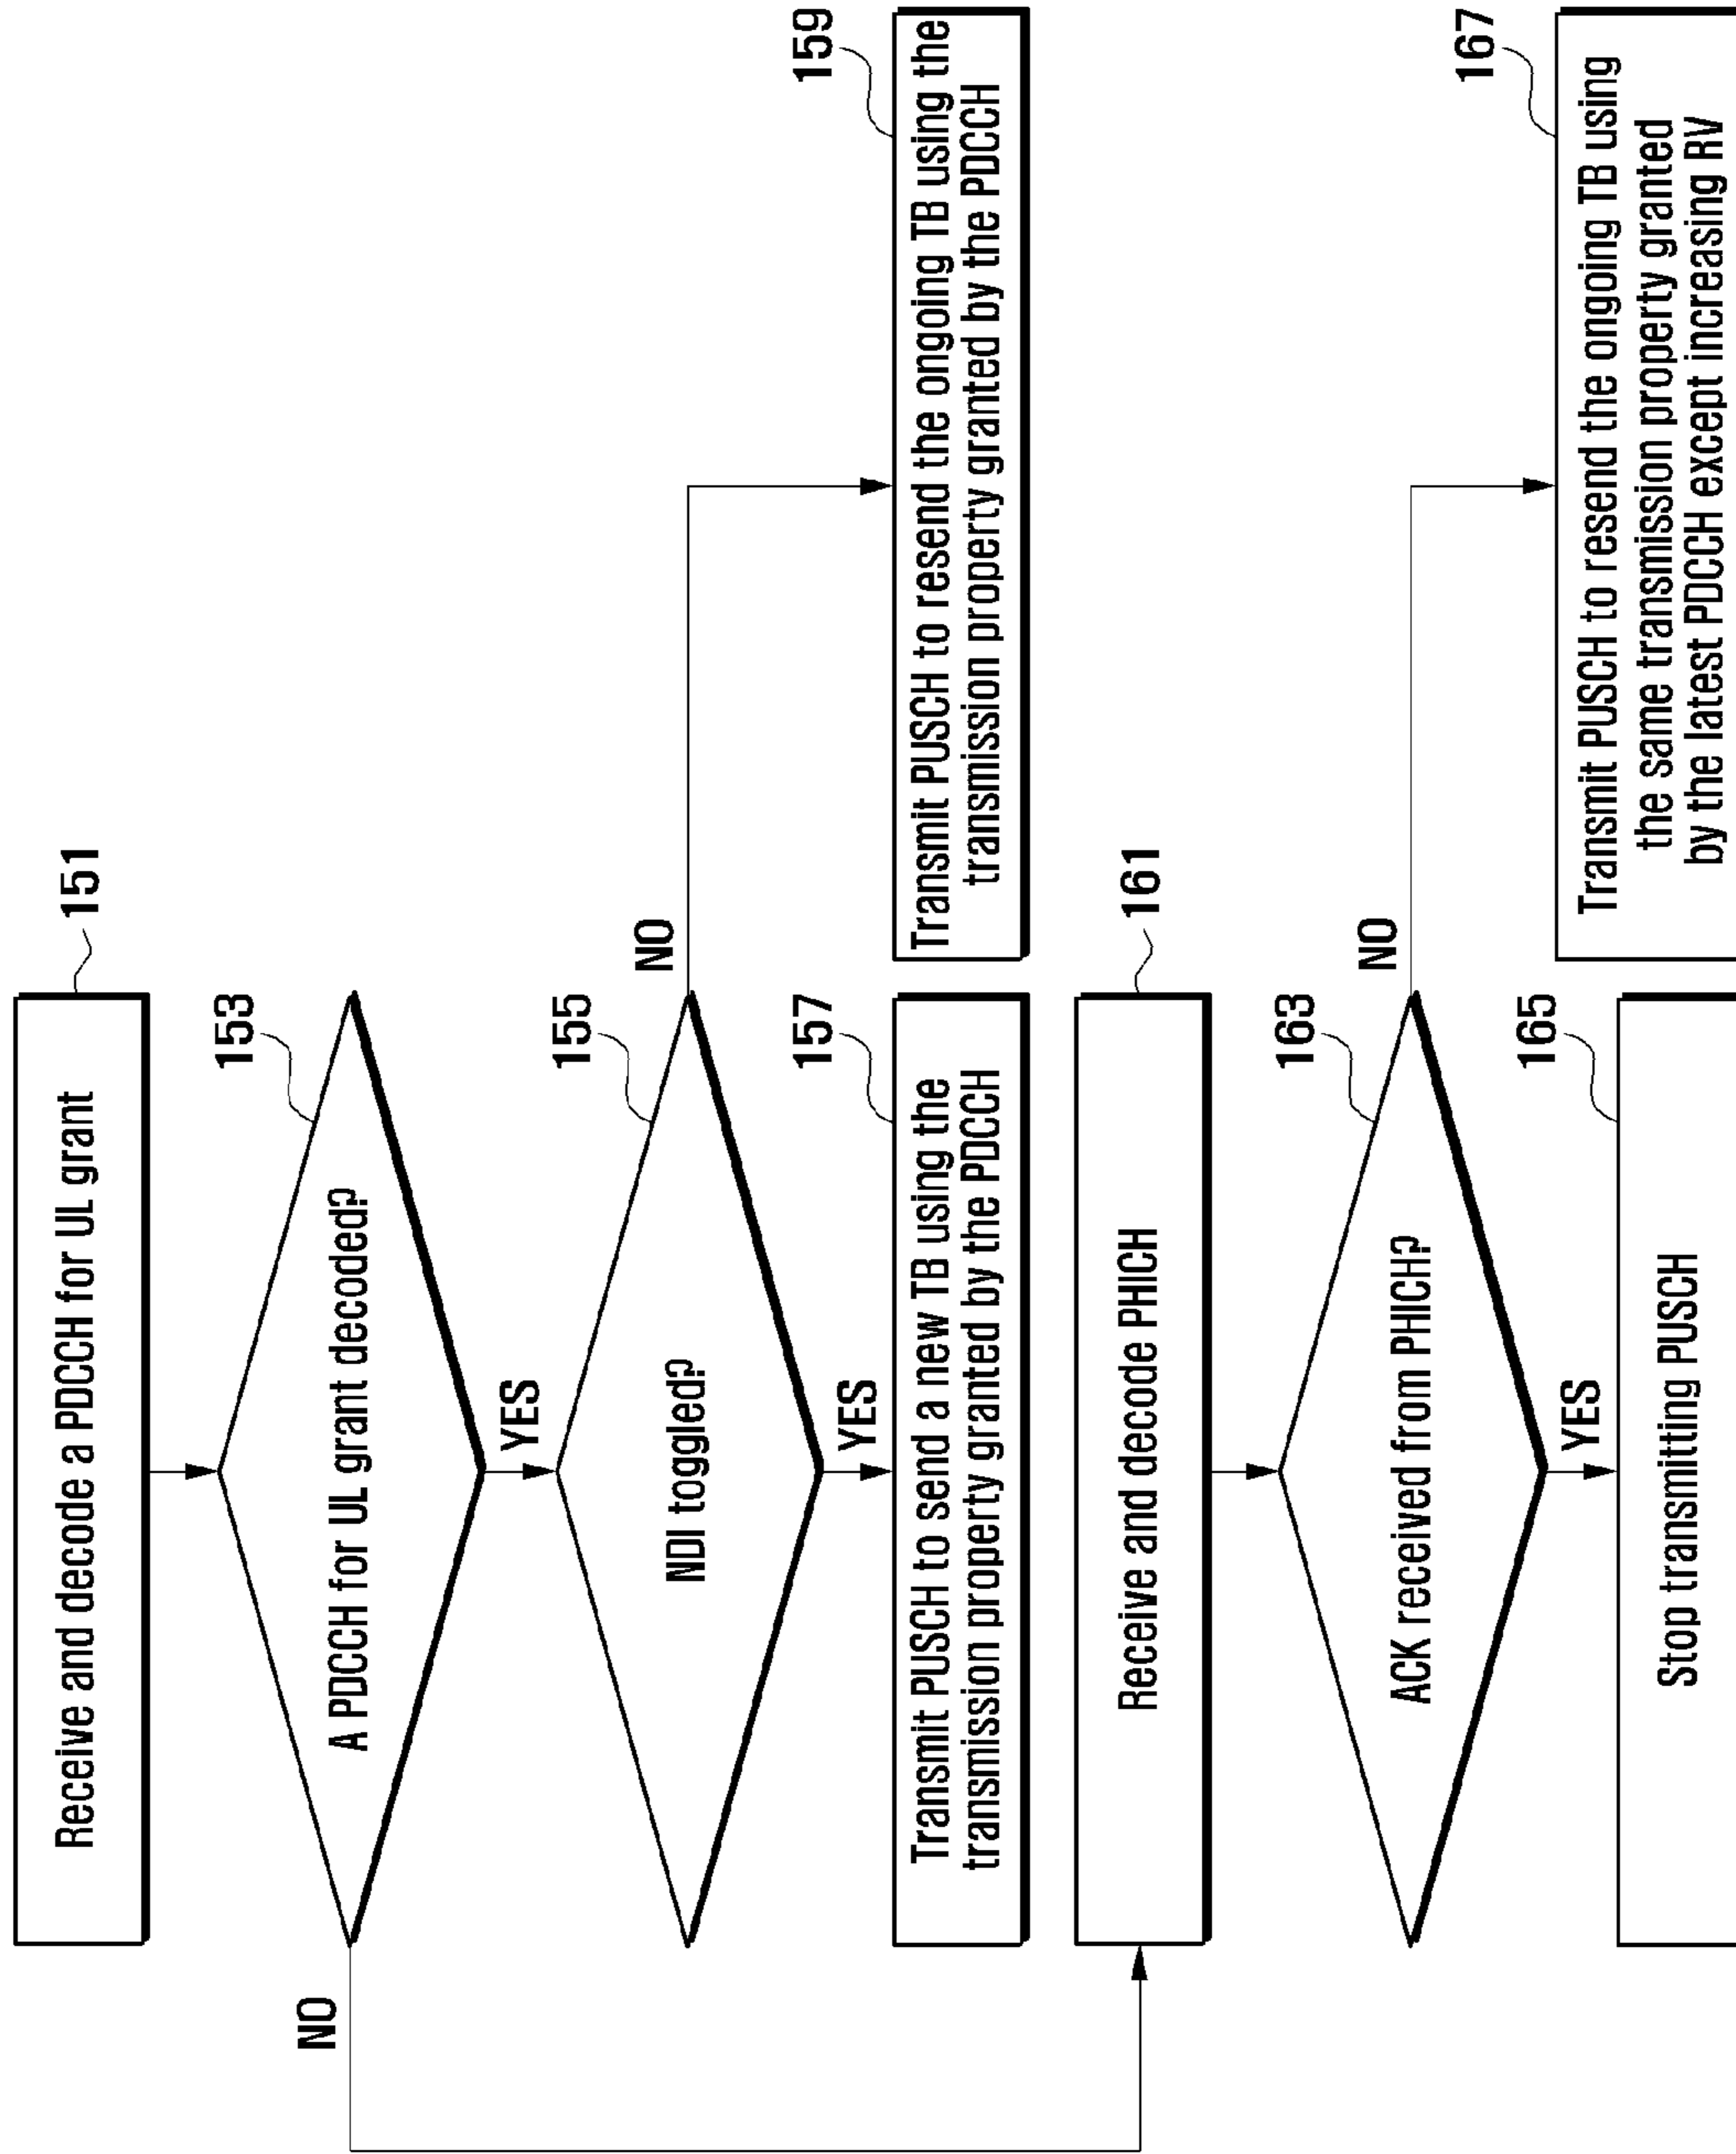 Receive and decode a PDCCH for UL grant
151
153
A PDCCH for UL grant decoded?
NO
YES
155
NDI toggled?
NO
YES
157
Transmit PUSCH to send a new TB using the
transmission property granted by the PDCCH
159
Transmit PUSCH to resend the ongoing TB using the
transmission property granted by the PDCCH
161
Receive and decode PHICH
163
ACK received from PHICH?
NO
YES
165
Stop transmitting PUSCH
167
Transmit PUSCH to resend the ongoing TB using
the same transmission property granted
by the latest PDCCH except increasing RV